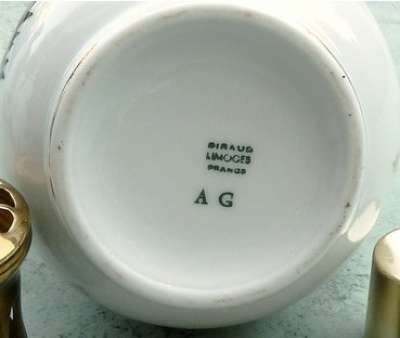 GIRAUD
LIMOGES
FRANCE
A G